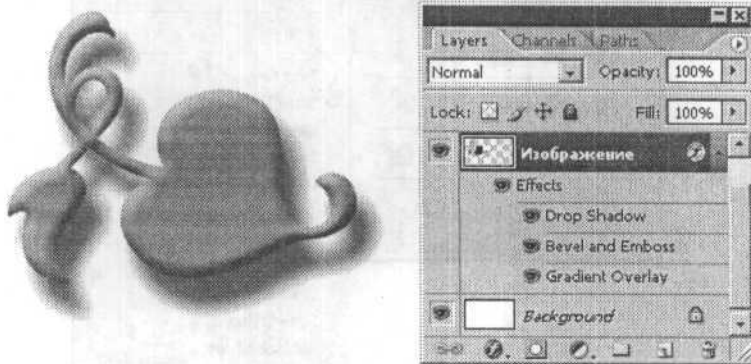 Layers Channels Paths
Normal Opacity: 100%
Lock: Fill: 100%
Изображение
Effects
Drop Shadow
Bevel and Emboss
Gradient Overlay
Background